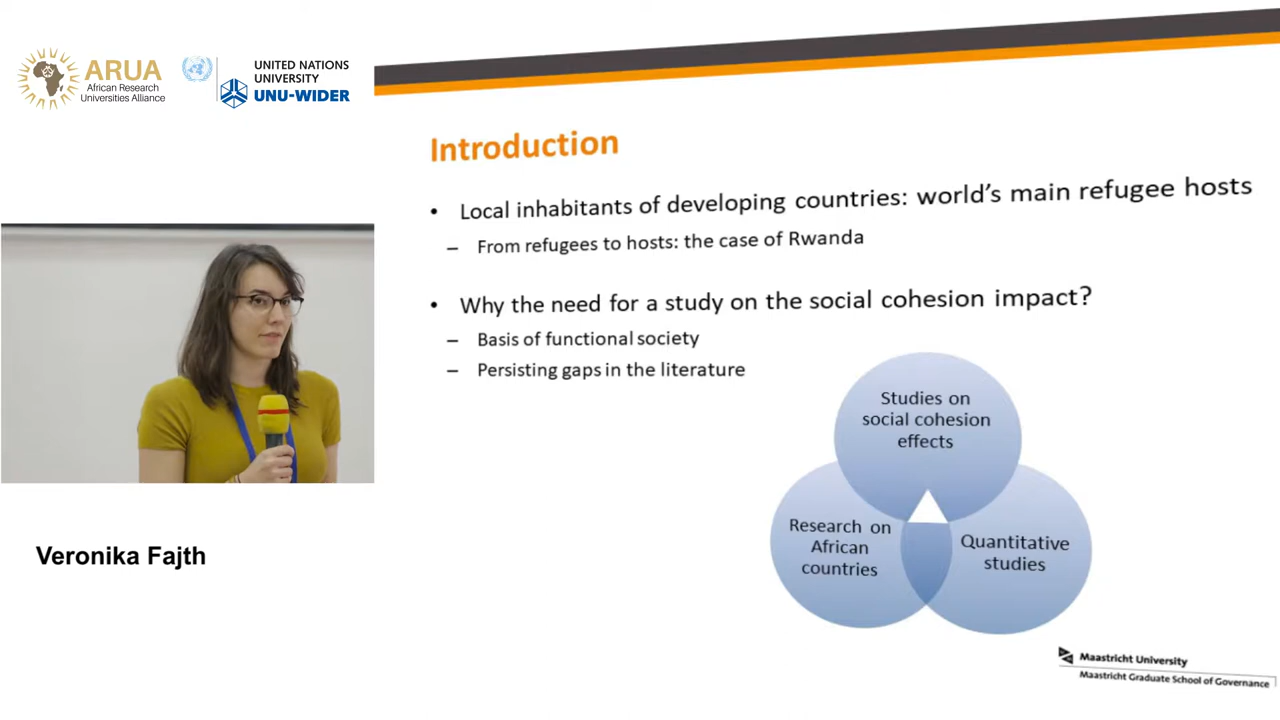 ARUA
African Research
Universities Alliance
UNITED NATIONS
UNIVERSITY
UNU-WIDER
Introduction
• Local inhabitants of developing countries: world's main refugee hosts
– From refugees to hosts: the case of Rwanda
• Why the need for a study on the social cohesion impact?
– Basis of functional society
– Persisting gaps in the literature
Studies on
social cohesion
effects
Research on
African
countries
Quantitative
studies
Veronika Fajth
Maastricht University
Maastricht Graduate School of Governance